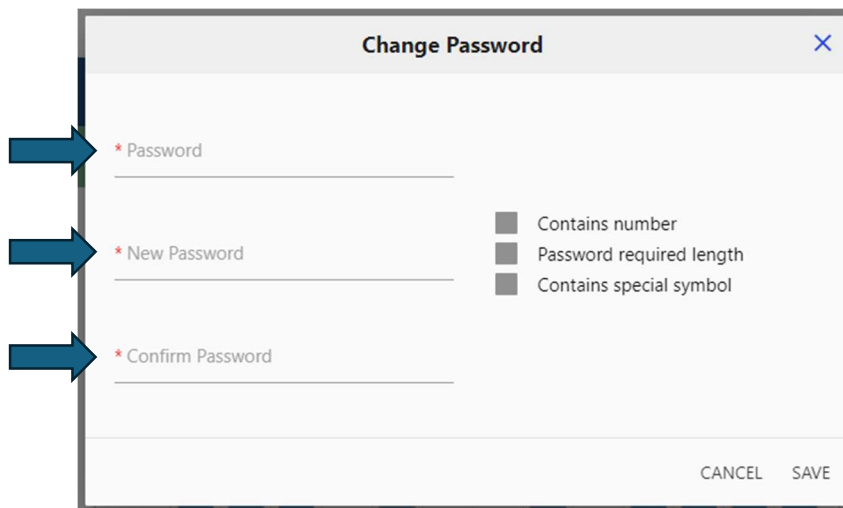 Change Password
* Password
* New Password
Contains number
Password required length
Contains special symbol
* Confirm Password
CANCEL SAVE